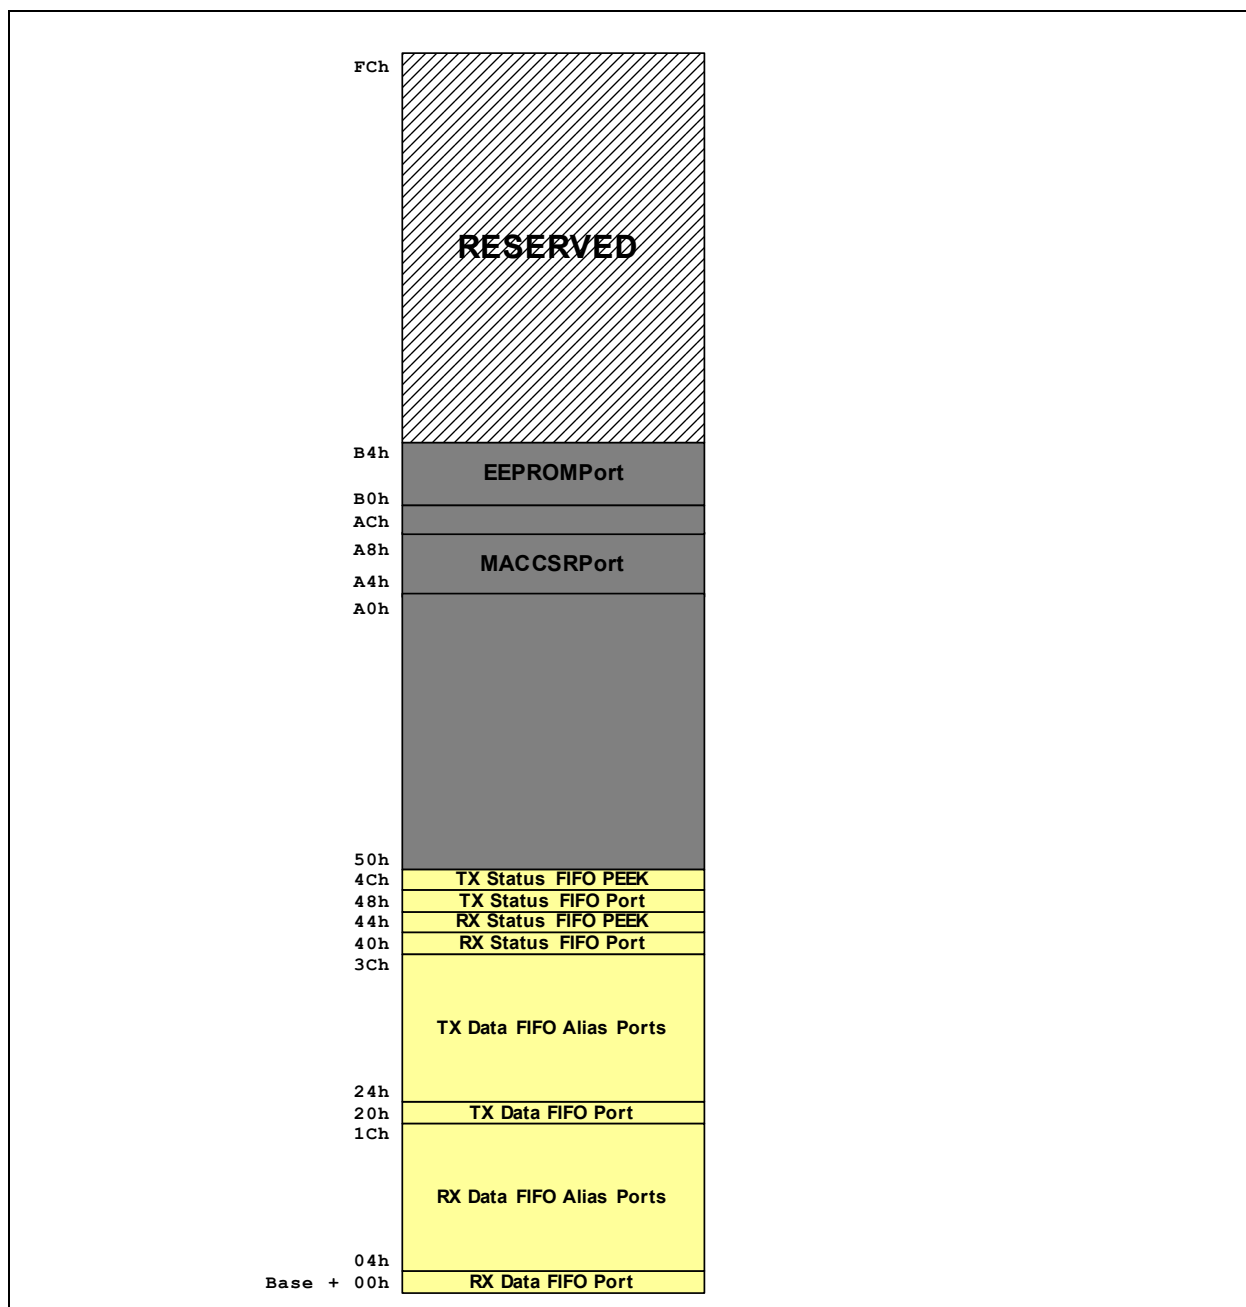 FCh
RESERVED
B4h
EEPROMPort
B0h
ACh
A8h
MACCSRPort
A4h
A0h
50h
4Ch TX Status FIFO PEEK
48h TX Status FIFO Port
44h RX Status FIFO PEEK
40h RX Status FIFO Port
3Ch
TX Data FIFO Alias Ports
24h
20h TX Data FIFO Port
1Ch
RX Data FIFO Alias Ports
04h
Base + 00h RX Data FIFO Port